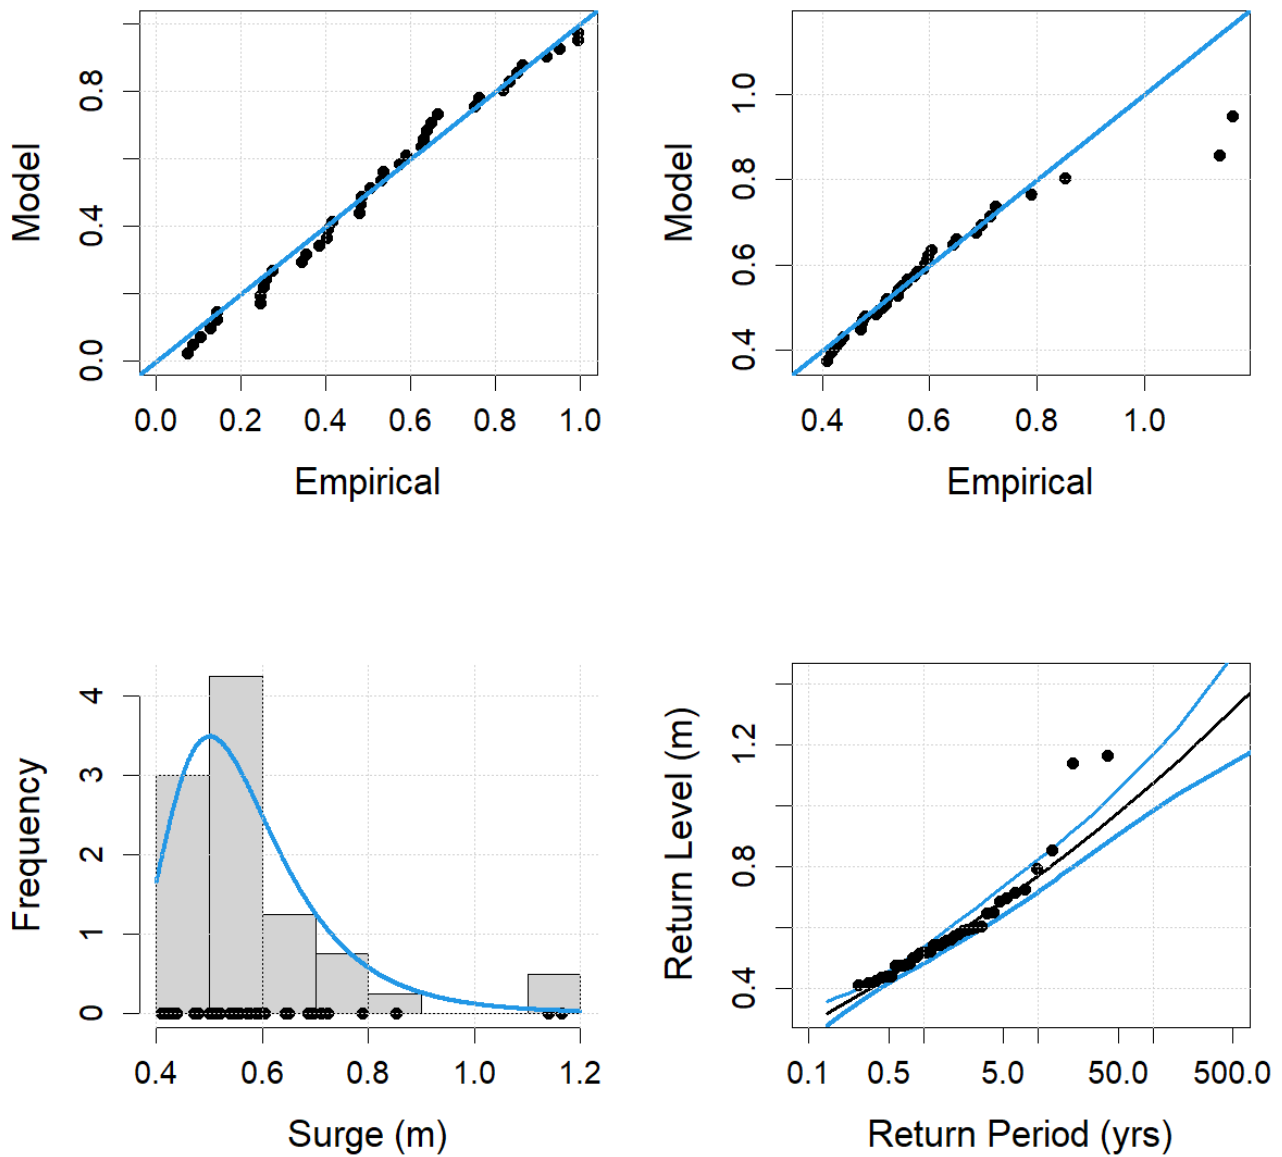 Model
0.0 0.4 0.8
0.0 0.2 0.4 0.6 0.8 1.0
Empirical
Model
0.4 0.6 0.8 1.0
0.4 0.6 0.8 1.0
Empirical
Frequency
0 1 2 3 4
0.4 0.6 0.8 1.0 1.2
Surge (m)
Return Level (m)
0.4 0.8 1.2
0.1 0.5 5.0 50.0 500.0
Return Period (yrs)